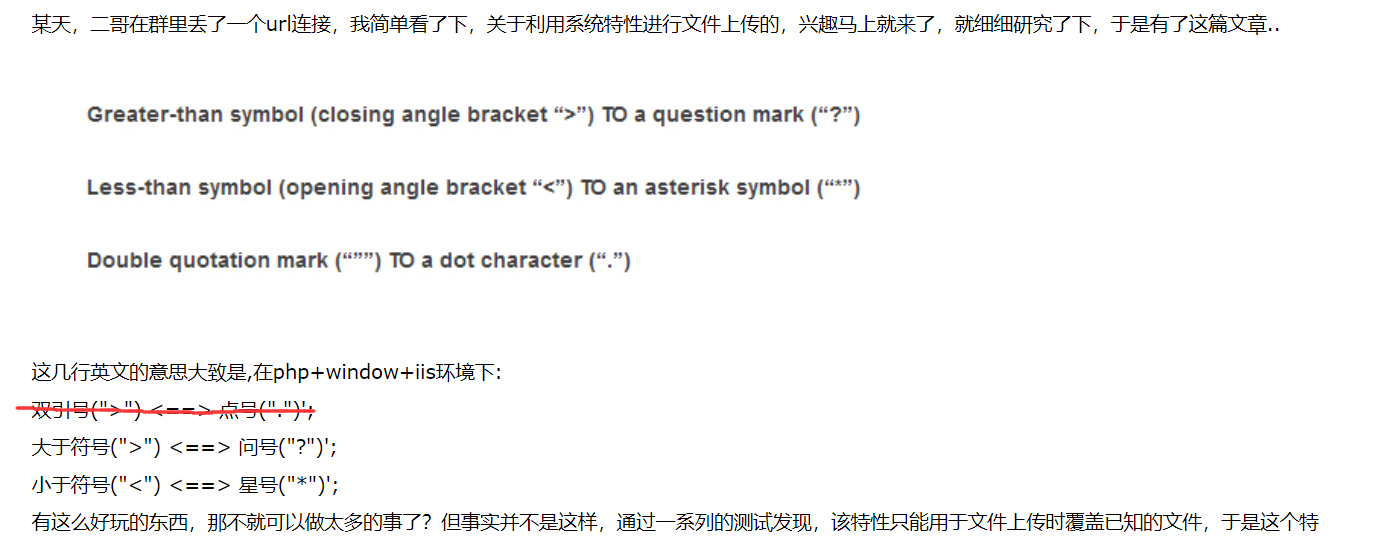 某天，二哥在群里丢了一个url连接，我简单看了下，关于利用系统特性进行文件上传的，兴趣马上就来了，就细细研究了下，于是有了这篇文章..
Greater-than symbol (closing angle bracket “>”) TO a question mark (“?”)
Less-than symbol (opening angle bracket “<”) TO an asterisk symbol (“*”)
Double quotation mark (“"”) TO a dot character (“.”)
这几行英文的意思大致是,在php+window+iis环境下:
双引号(">") <==> 点号(".")';
大于符号(">") <==> 问号("?")';
小于符号("<") <==> 星号("*")';
有这么好玩的东西，那不就可以做太多的事了？但事实并不是这样，通过一系列的测试发现，该特性只能用于文件上传时覆盖已知的文件，于是这个特